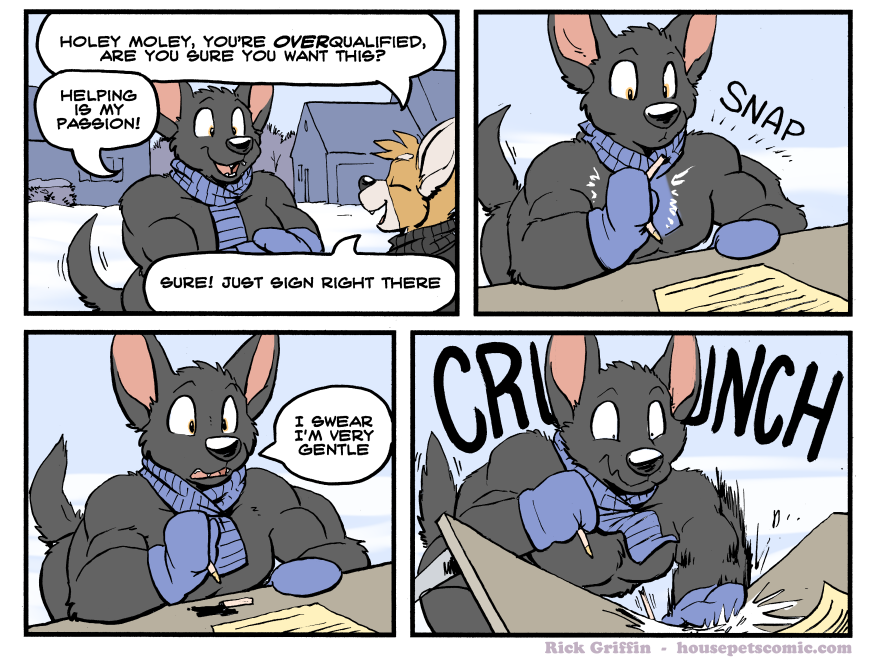 HOLEY MOLEY, YOU'RE OVERQUALIFIED,
ARE YOU SURE YOU WANT THIS?
HELPING
IS MY
PASSION!
SURE! JUST SIGN RIGHT THERE
SNAP
I SWEAR
I'M VERY
GENTLE
CRUNCH
Rick Griffin - housepetscomic.com